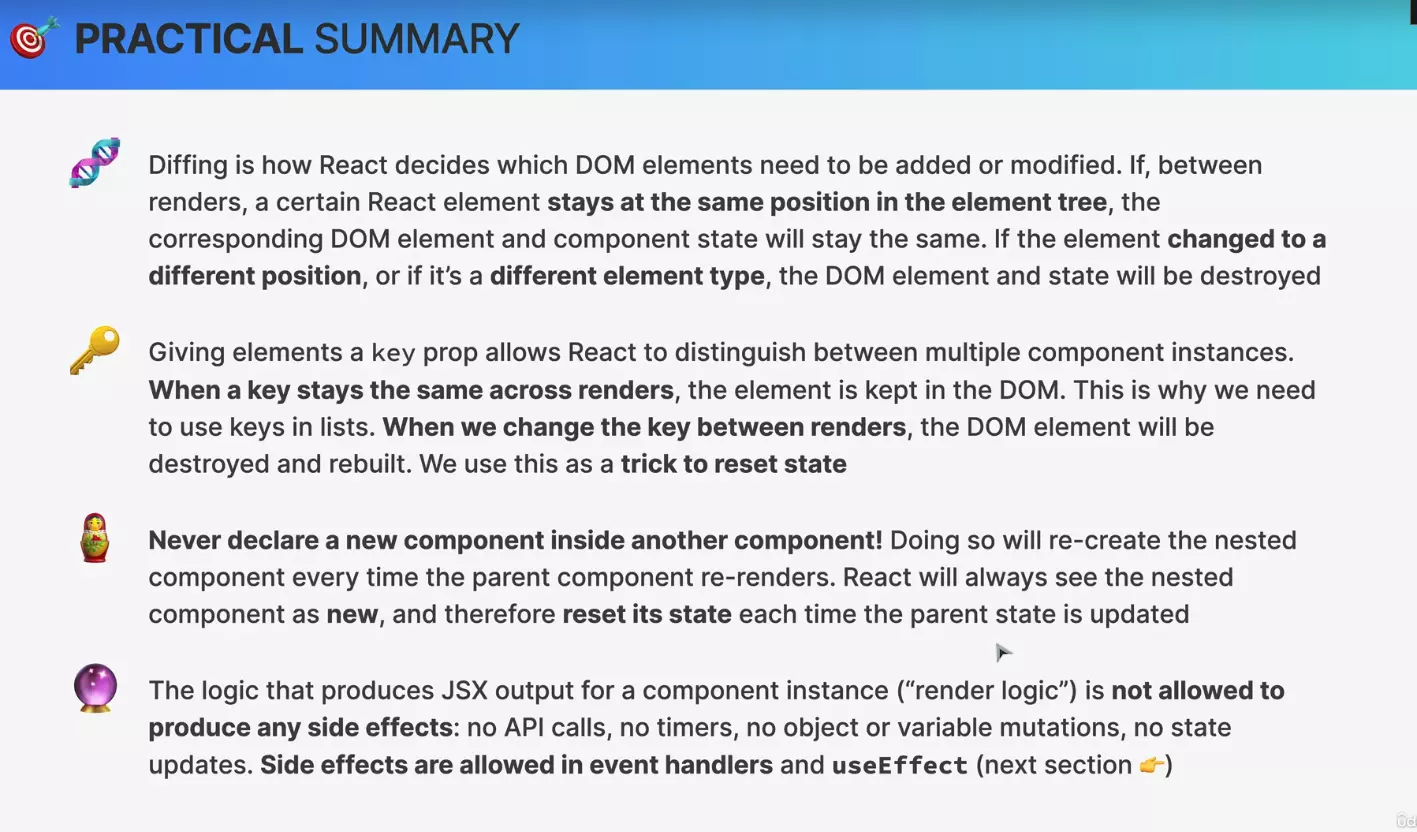 PRACTICAL SUMMARY
Diffing is how React decides which DOM elements need to be added or modified. If, between
renders, a certain React element stays at the same position in the element tree, the
corresponding DOM element and component state will stay the same. If the element changed to a
different position, or if it’s a different element type, the DOM element and state will be destroyed
Giving elements a key prop allows React to distinguish between multiple component instances.
When a key stays the same across renders, the element is kept in the DOM. This is why we need
to use keys in lists. When we change the key between renders, the DOM element will be
destroyed and rebuilt. We use this as a trick to reset state
Never declare a new component inside another component! Doing so will re-create the nested
component every time the parent component re-renders. React will always see the nested
component as new, and therefore reset its state each time the parent state is updated
The logic that produces JSX output for a component instance (“render logic”) is not allowed to
produce any side effects: no API calls, no timers, no object or variable mutations, no state
updates. Side effects are allowed in event handlers and useEffect (next section 👉)